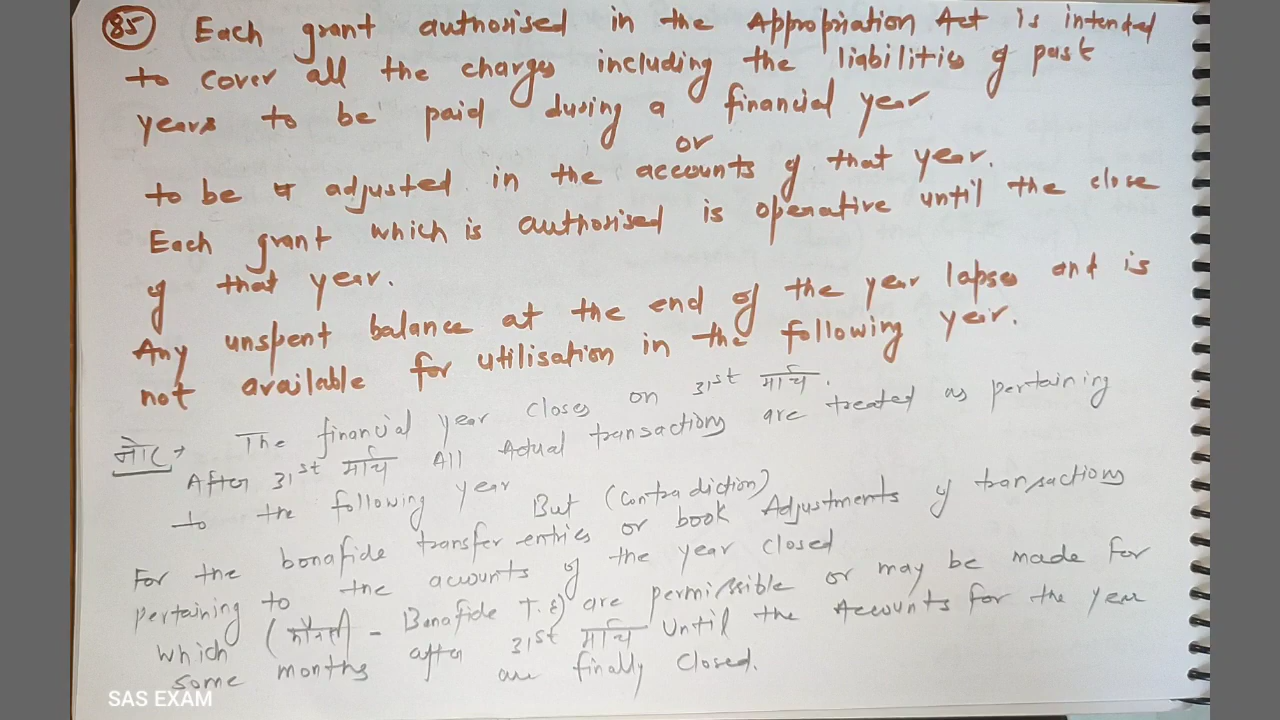 85 Each grant authorised in the Appropriation Act is intended
to cover all the charges including the liabilities of past
years to be paid during a financial year
or
to be adjusted in the accounts of that year.
Each grant which is authorised is operative until the close
of that year.
Any unspent balance at the end of the year lapses and is
not available for utilisation in the following year.
नोट → The financial year closes on 31st मार्च.
After 31st मार्च All Actual transactions are treated as pertaining
to the following year But (Contradiction)
For the bonafide transfer entries or book Adjustments of transactions
pertaining to the accounts of the year closed
which - Bonafide T.E) are permissible or may be made for
some months after 31st मार्च until the Accounts for the year
are finally closed.
SAS EXAM